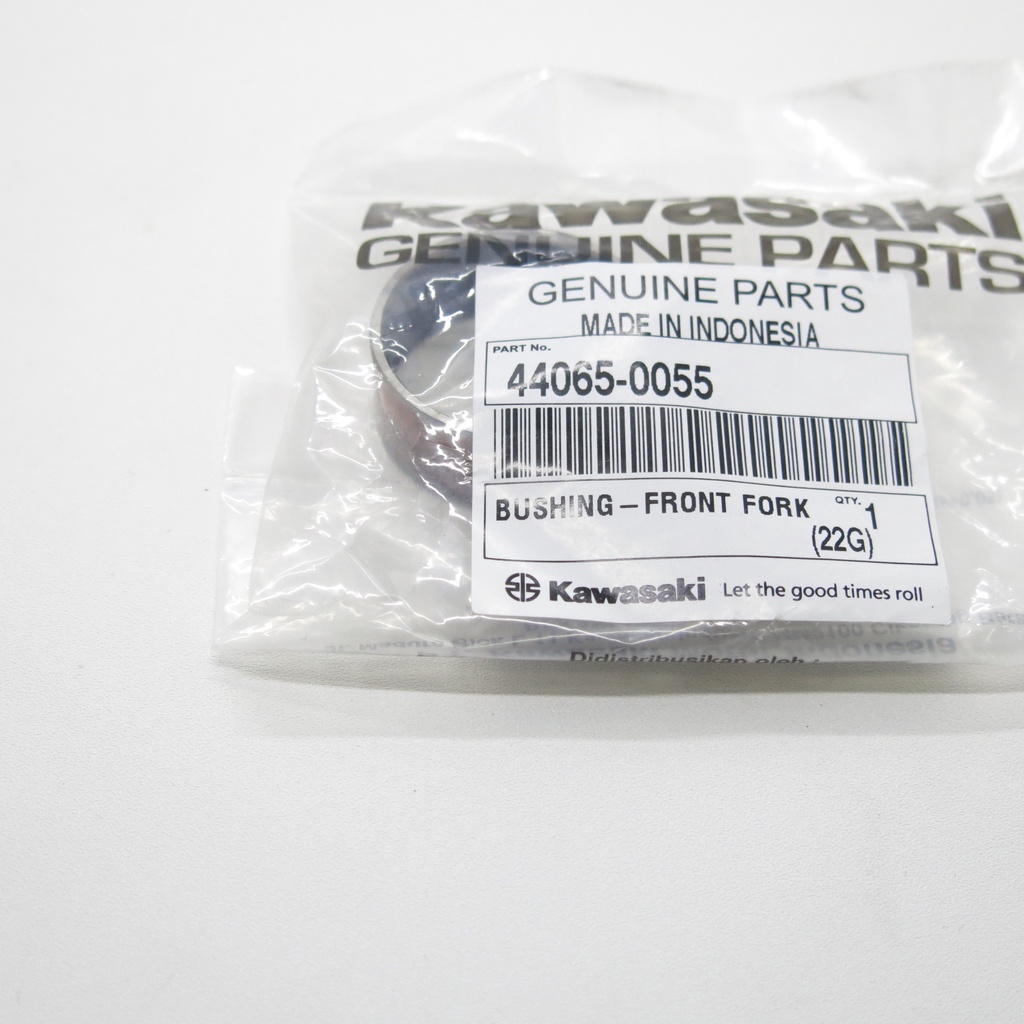 Kawasaki
GENUINE PARTS
GENUINE PARTS
MADE IN INDONESIA
PART No.
44065-0055
BUSHING-FRONT FORK QTY. 1
(22G)
Kawasaki Let the good times roll
Didistribusikan oleh :